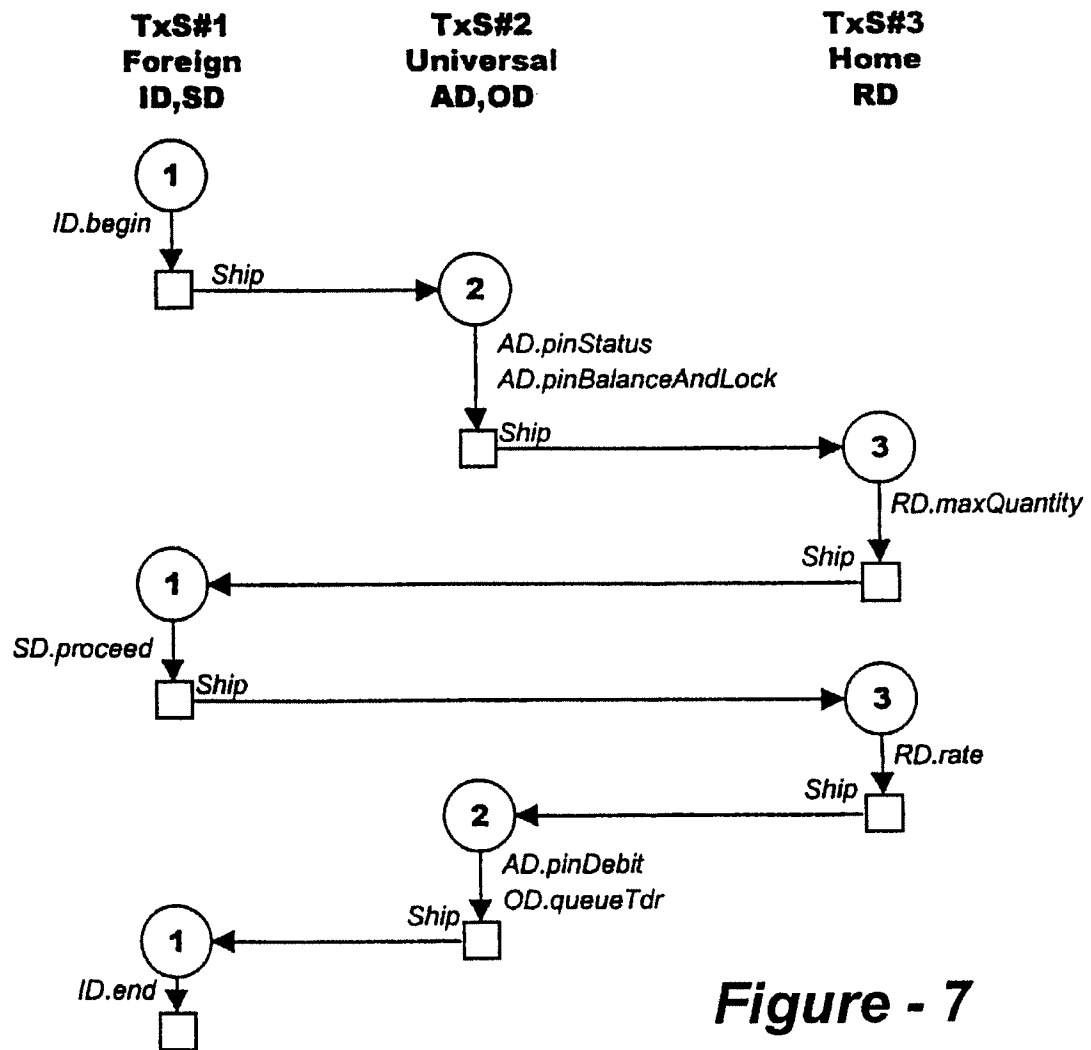 TxS#1
Foreign
ID,SD
TxS#2
Universal
AD,OD
TxS#3
Home
RD
1
ID.begin
Ship
2
AD.pinStatus
AD.pinBalanceAndLock
Ship
3
RD.maxQuantity
Ship
1
SD.proceed
Ship
3
RD.rate
Ship
2
AD.pinDebit
OD.queueTdr
Ship
1
ID.end
Figure - 7